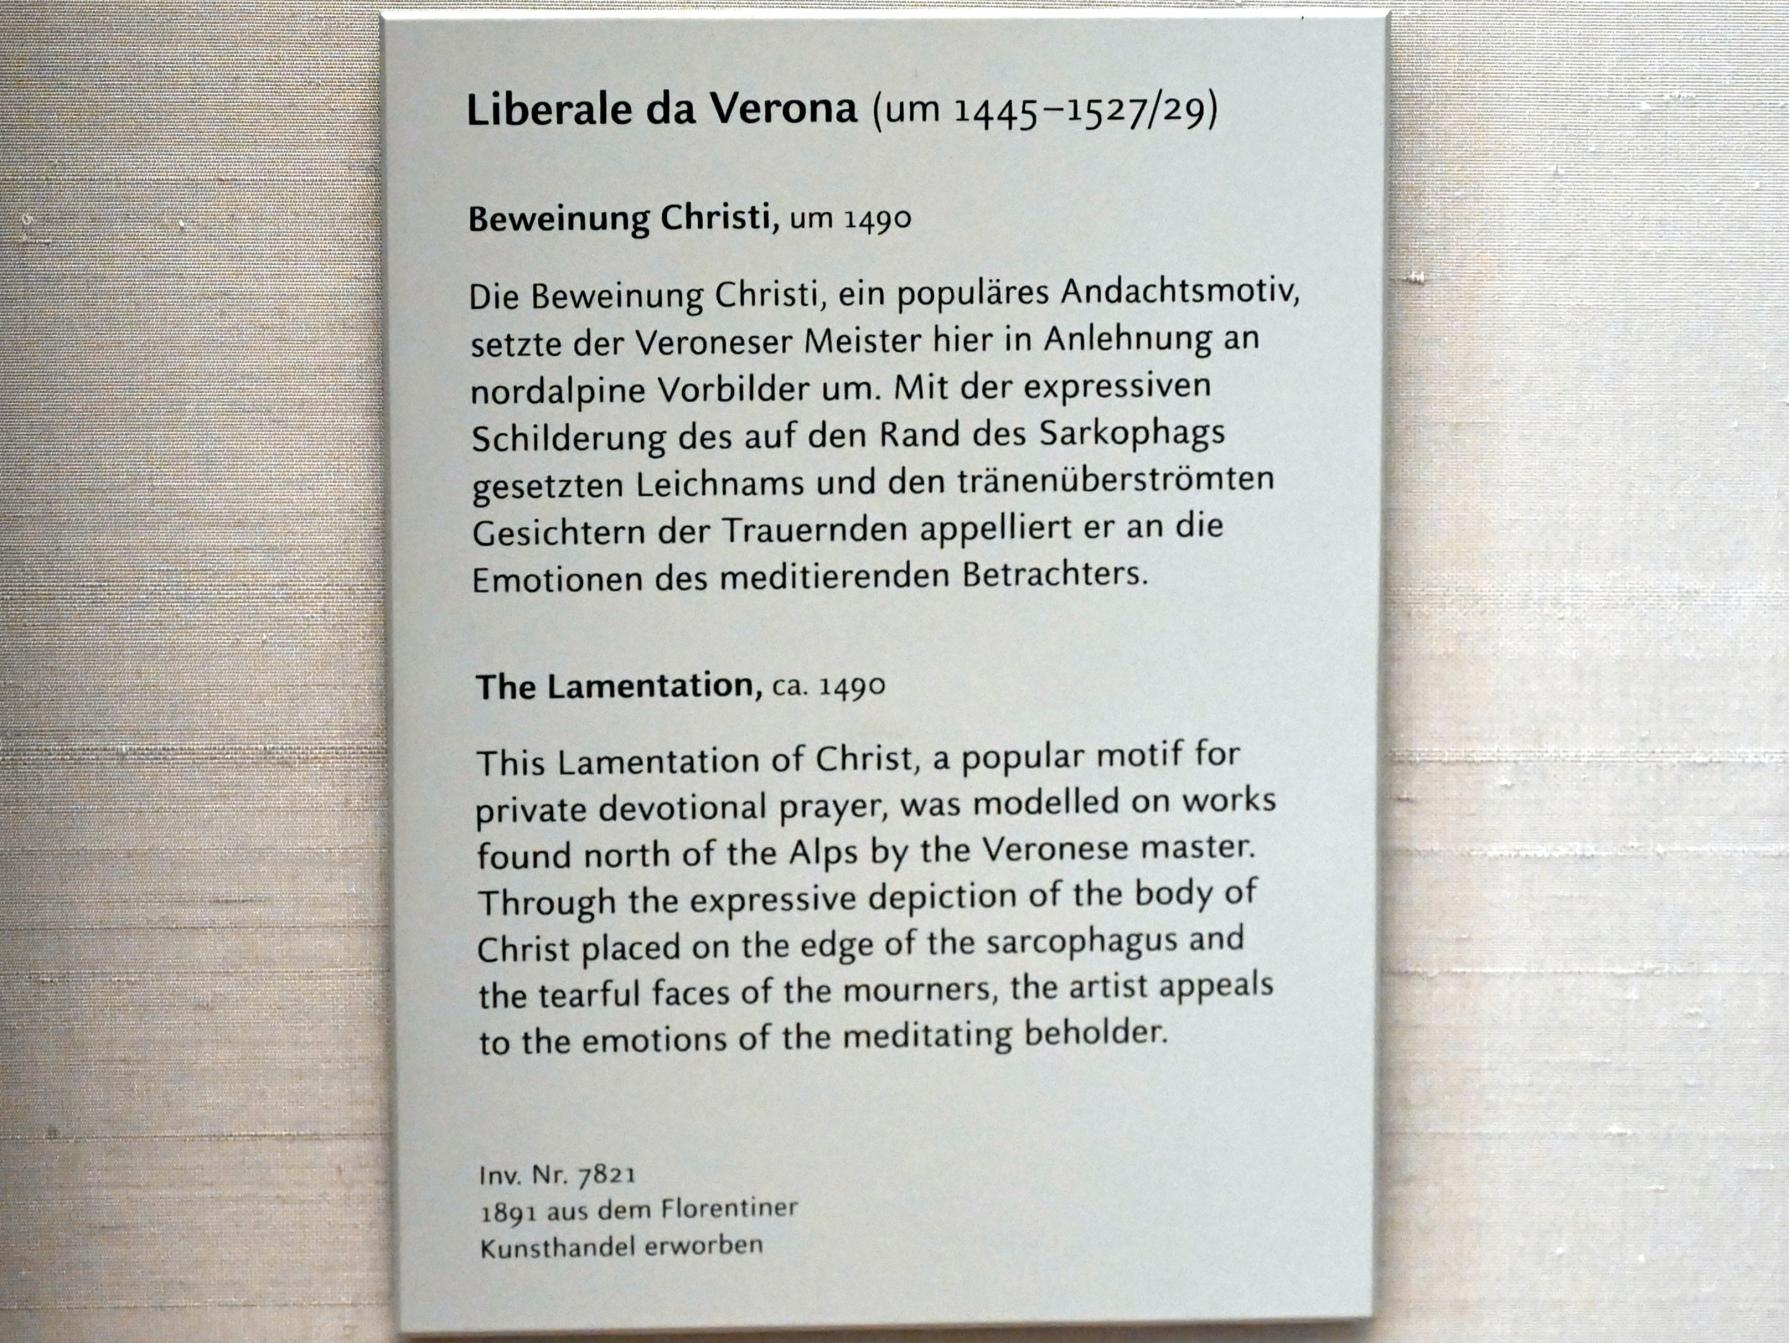 Liberale da Verona (um 1445–1527/29)
Beweinung Christi, um 1490
Die Beweinung Christi, ein populäres Andachtsmotiv,
setzte der Veroneser Meister hier in Anlehnung an
nordalpine Vorbilder um. Mit der expressiven
Schilderung des auf den Rand des Sarkophags
gesetzten Leichnams und den tränenüberströmten
Gesichtern der Trauernden appelliert er an die
Emotionen des meditierenden Betrachters.
The Lamentation, ca. 1490
This Lamentation of Christ, a popular motif for
private devotional prayer, was modelled on works
found north of the Alps by the Veronese master.
Through the expressive depiction of the body of
Christ placed on the edge of the sarcophagus and
the tearful faces of the mourners, the artist appeals
to the emotions of the meditating beholder.
Inv. Nr. 7821
1891 aus dem Florentiner
Kunsthandel erworben